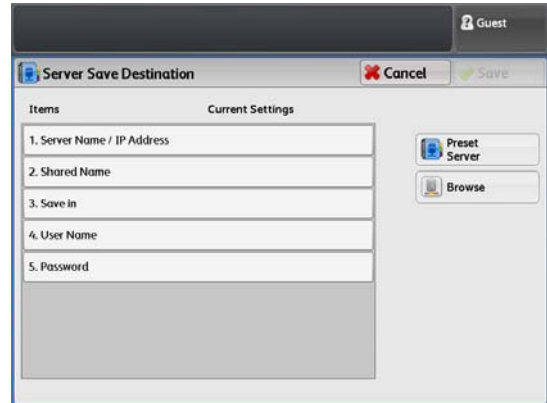 Guest
Server Save Destination
Cancel
Save
Items Current Settings
1. Server Name / IP Address
2. Shared Name
3. Save in
4. User Name
5. Password
Preset
Server
Browse